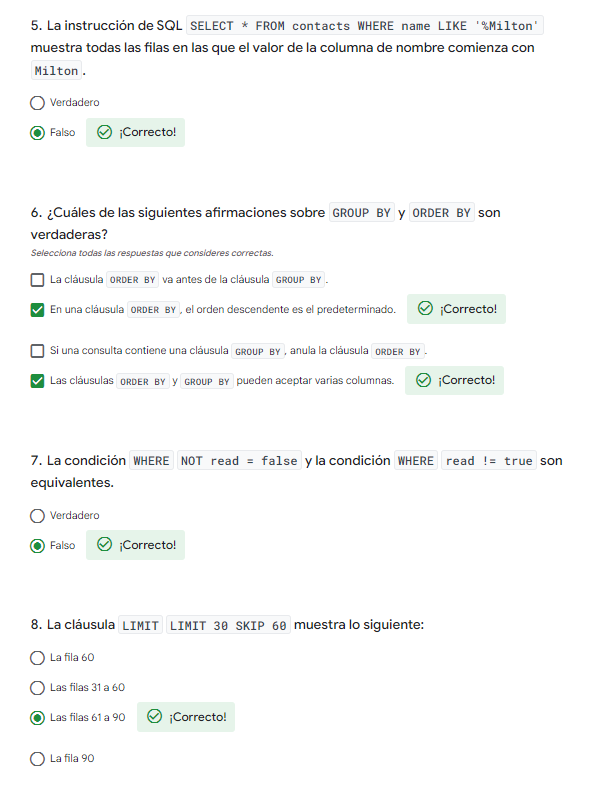 5. La instrucción de SQL SELECT * FROM contacts WHERE name LIKE '%Milton'
muestra todas las filas en las que el valor de la columna de nombre comienza con
Milton.
Verdadero
Falso ¡Correcto!
6. ¿Cuáles de las siguientes afirmaciones sobre GROUP BY y ORDER BY son
verdaderas?
Selecciona todas las respuestas que consideres correctas.
La cláusula ORDER BY va antes de la cláusula GROUP BY.
En una cláusula ORDER BY, el orden descendente es el predeterminado. ¡Correcto!
Si una consulta contiene una cláusula GROUP BY, anula la cláusula ORDER BY.
Las cláusulas ORDER BY y GROUP BY pueden aceptar varias columnas. ¡Correcto!
7. La condición WHERE NOT read = false y la condición WHERE read != true son
equivalentes.
Verdadero
Falso ¡Correcto!
8. La cláusula LIMIT LIMIT 30 SKIP 60 muestra lo siguiente:
La fila 60
Las filas 31 a 60
Las filas 61 a 90 ¡Correcto!
La fila 90